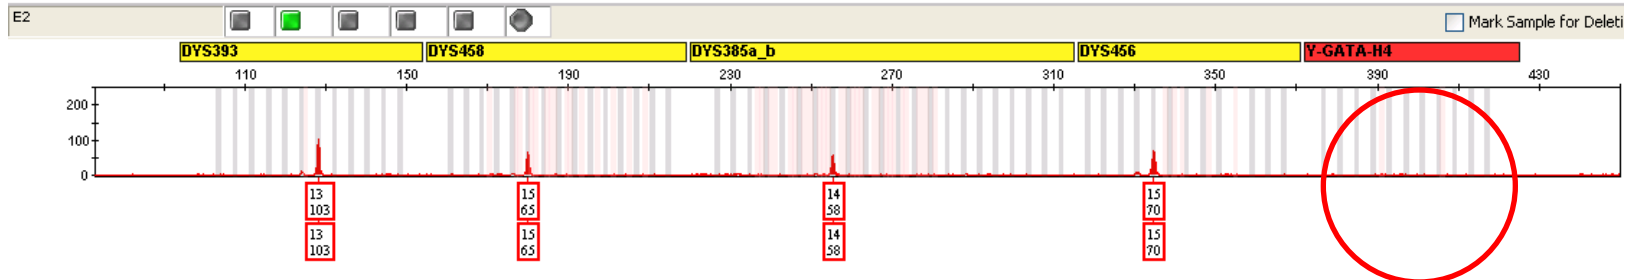 E2
Mark Sample for Deleti
DYS393 DYS458 DYS385a_b DYS456 Y-GATA-H4
110 150 190 230 270 310 350 390 430
200
100
0
13 15 14 15
103 65 58 70
13 15 14 15
103 65 58 70